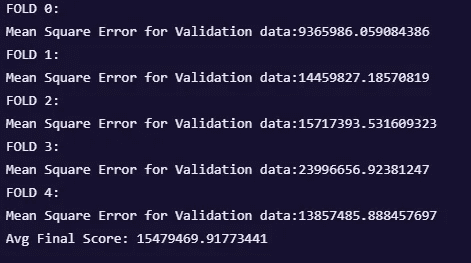 FOLD 0:
Mean Square Error for Validation data:9365986.059084386
FOLD 1:
Mean Square Error for Validation data:14459827.18570819
FOLD 2:
Mean Square Error for Validation data:15717393.531609323
FOLD 3:
Mean Square Error for Validation data:23996656.92381247
FOLD 4:
Mean Square Error for Validation data:13857485.888457697
Avg Final Score: 15479469.91773441